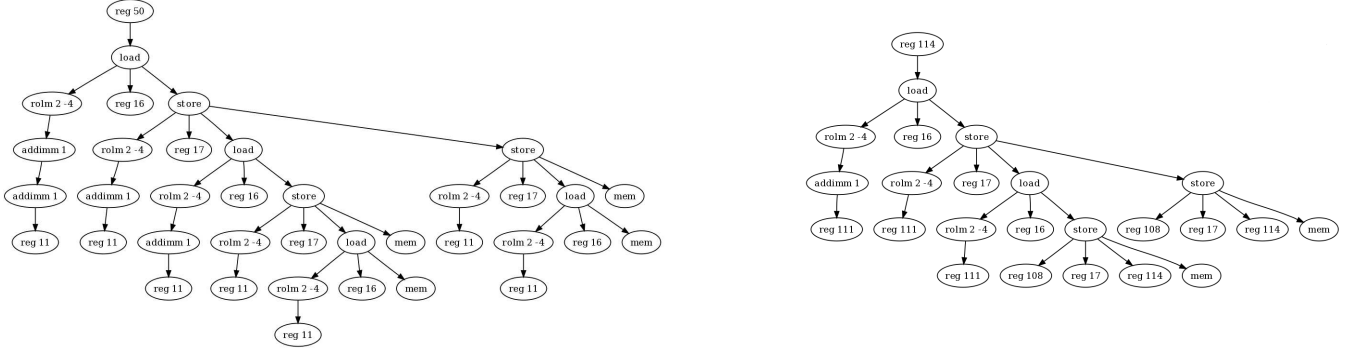 reg 50
load
rolm 2 -4 reg 16 store
addimm 1 rolm 2 -4 reg 17 load store
addimm 1 addimm 1 rolm 2 -4 reg 16 store rolm 2 -4 reg 17 load mem
reg 11 reg 11 addimm 1 rolm 2 -4 reg 17 load mem reg 11 rolm 2 -4 reg 16 mem
reg 11 reg 11 rolm 2 -4 reg 16 mem reg 11
reg 11
reg 114
load
rolm 2 -4 reg 16 store
addimm 1 rolm 2 -4 reg 17 load store
reg 111 reg 111 rolm 2 -4 reg 16 store reg 108 reg 17 reg 114 mem
reg 111 reg 108 reg 17 reg 114 mem